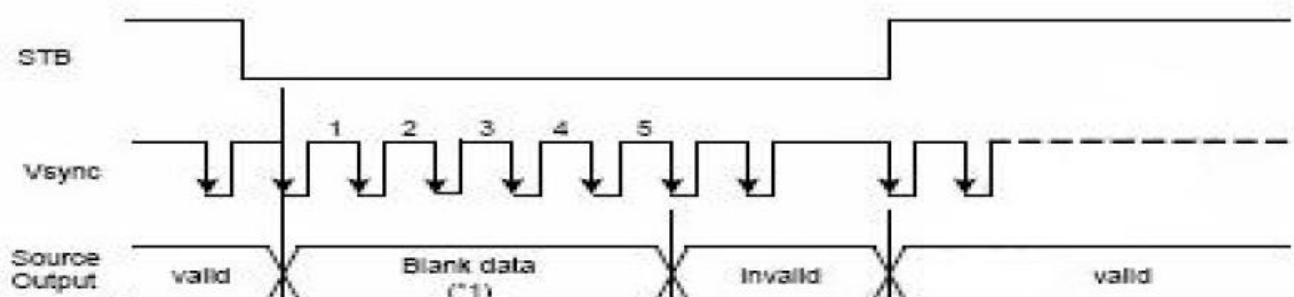 STB
1 2 3 4 5
Vsync
Source
Output
valid
Blank data
(*1)
Invalid
valid